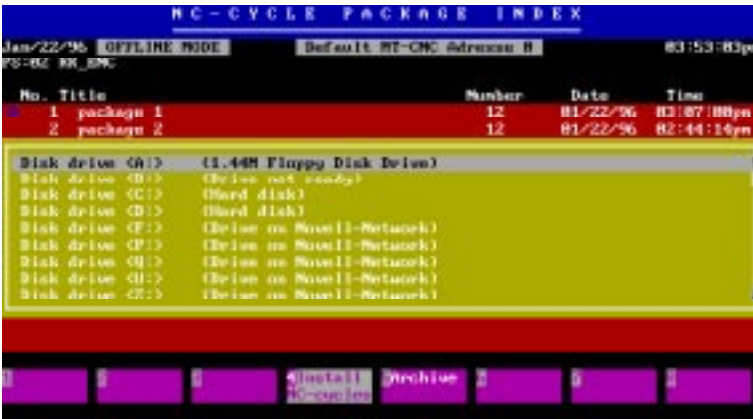 NC-CYCLE PACKAGE INDEX
Jan/22/96 OFFLINE MODE Default MT-CNC Adresse 0 03:53:03p
PS:02
No. Title Number Date Time
1 package 1 12 01/22/96 03:07:00pm
2 package 2 12 01/22/96 02:44:14pm
Disk drive <A:> (1.44M Floppy Disk Drive)
Disk drive <B:> (Drive not ready)
Disk drive <C:> (Hard disk)
Disk drive <D:> (Hard disk)
Disk drive <F:> (Drive on Novell-Network)
Disk drive <P:> (Drive on Novell-Network)
Disk drive (Drive on Novell-Network)
Disk drive <U:> (Drive on Novell-Network)
Disk drive <Z:> (Drive on Novell-Network)
Install Archive
NC-cycles